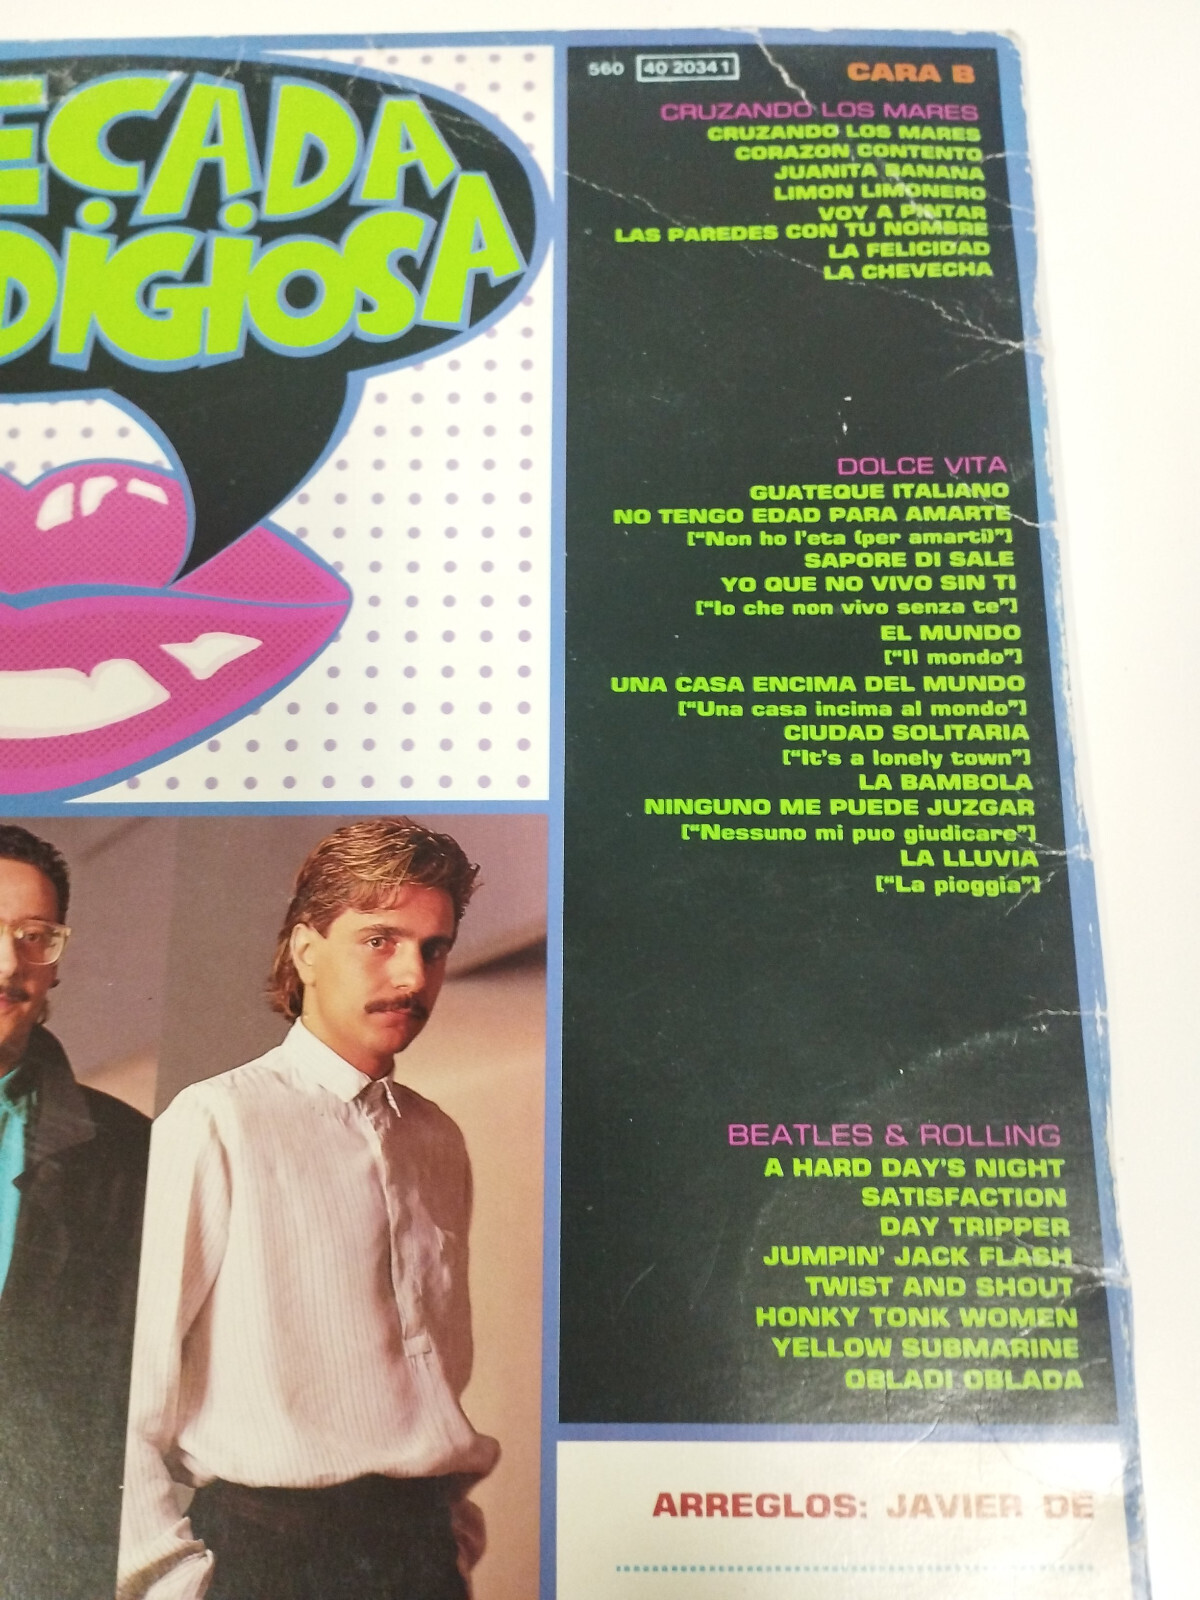 ECADA
DIGIOSA
560 40 20341 CARA B
CRUZANDO LOS MARES
CRUZANDO LOS MARES
CORAZON CONTENTO
JUANITA BANANA
LIMON LIMONERO
VOY A PINTAR
LAS PAREDES CON TU NOMBRE
LA FELICIDAD
LA CHEVECHA
DOLCE VITA
GUATEQUE ITALIANO
NO TENGO EDAD PARA AMARTE
["Non ho l'eta (per amarti)"]
SAPORE DI SALE
YO QUE NO VIVO SIN TI
["Io che non vivo senza te"]
EL MUNDO
["Il mondo"]
UNA CASA ENCIMA DEL MUNDO
["Una casa incima al mondo"]
CIUDAD SOLITARIA
["It's a lonely town"]
LA BAMBOLA
NINGUNO ME PUEDE JUZGAR
["Nessuno mi puo giudicare"]
LA LLUVIA
["La pioggia"]
BEATLES & ROLLING
A HARD DAY'S NIGHT
SATISFACTION
DAY TRIPPER
JUMPIN' JACK FLASH
TWIST AND SHOUT
HONKY TONK WOMEN
YELLOW SUBMARINE
OBLADI OBLADA
ARREGLOS: JAVIER DE